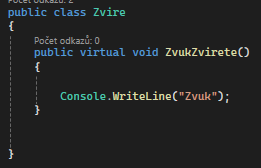 Počet odkazů: 2
public class Zvire
{
Počet odkazů: 0
public virtual void ZvukZvirete()
{
Console.WriteLine("Zvuk");
}
}